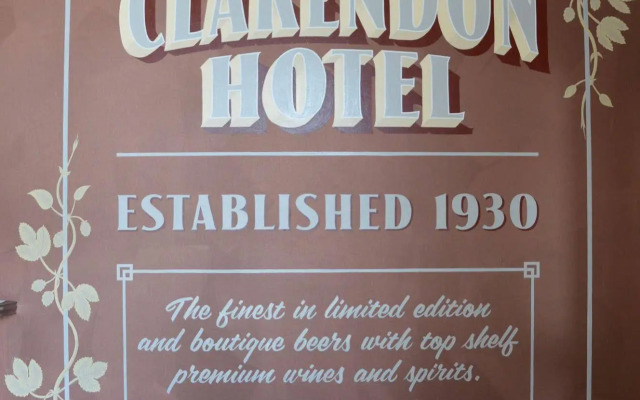 CLARENDON
HOTEL
ESTABLISHED 1930
The finest in limited edition
and boutique beers with top shelf
premium wines and spirits.